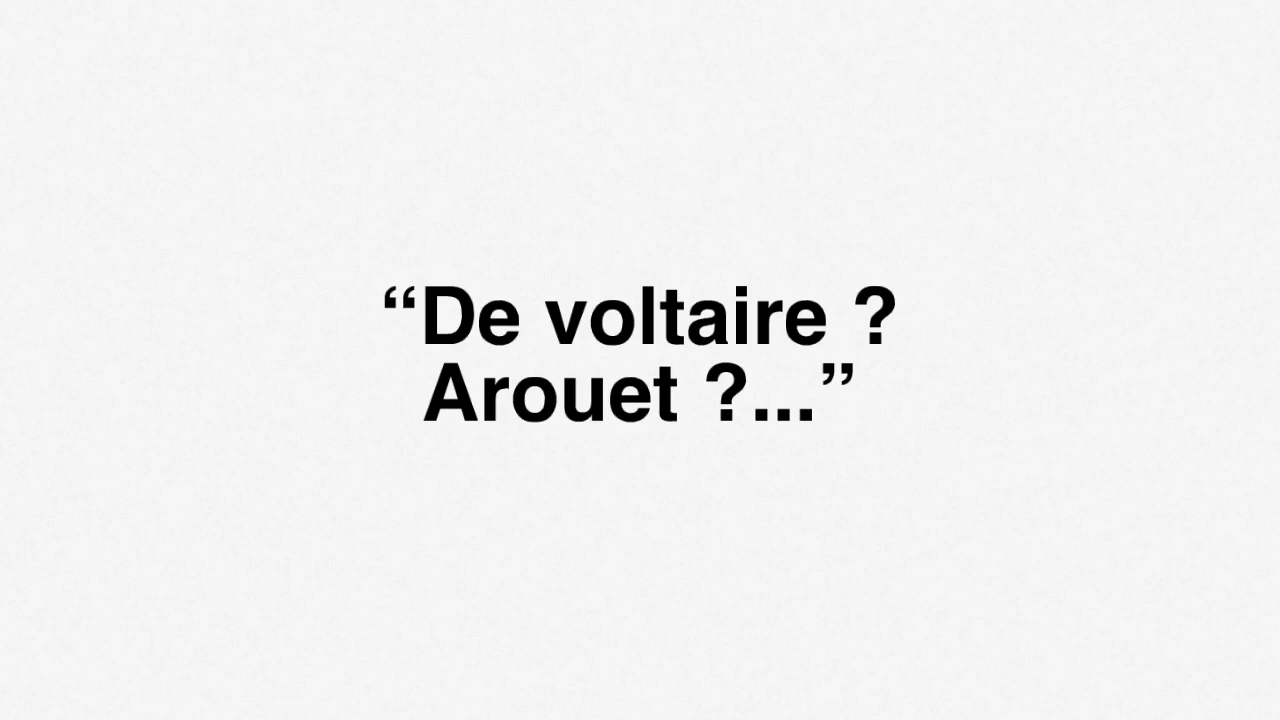 “De voltaire ?
Arouet ?...”